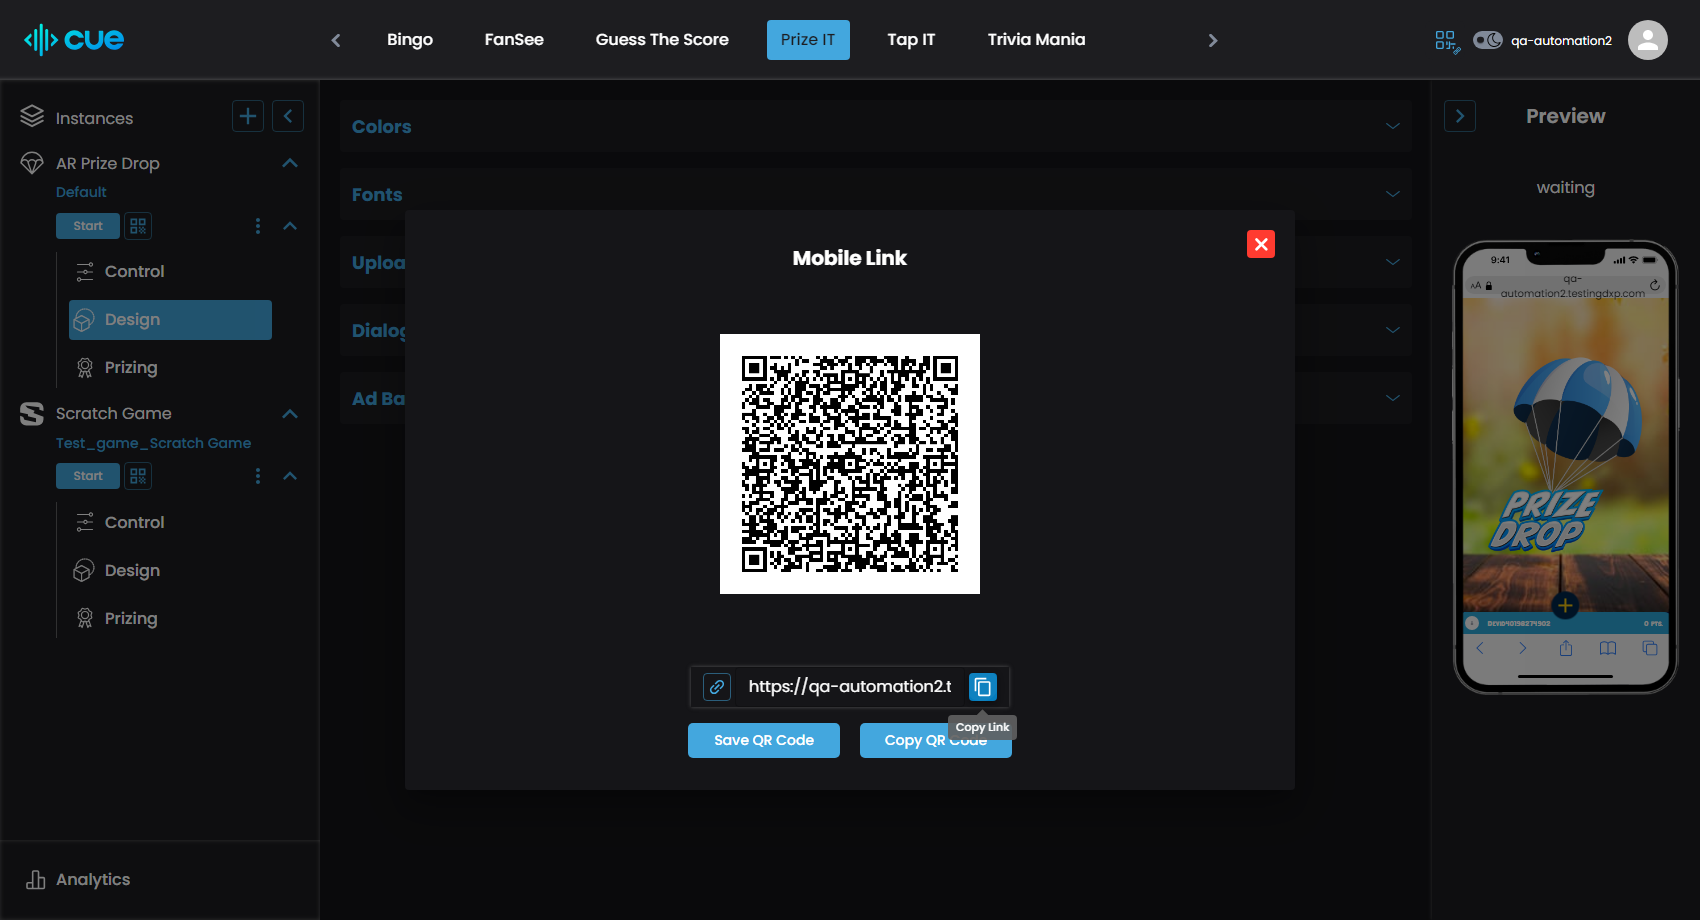 cue
Bingo
FanSee
Guess The Score
Prize IT
Tap IT
Trivia Mania
qa-automation2
Instances
AR Prize Drop
Default
Start
Control
Design
Prizing
Scratch Game
Test_game_Scratch Game
Start
Control
Design
Prizing
Analytics
Colors
Fonts
Uploa
Dialog
Ad Ba
Mobile Link
https://qa-automation2.t
Copy Link
Save QR Code
Copy QR Code
Preview
waiting
9:41
AA
qa-
automation2.testingdxp.com
PRIZE
DROP
0 PTS.